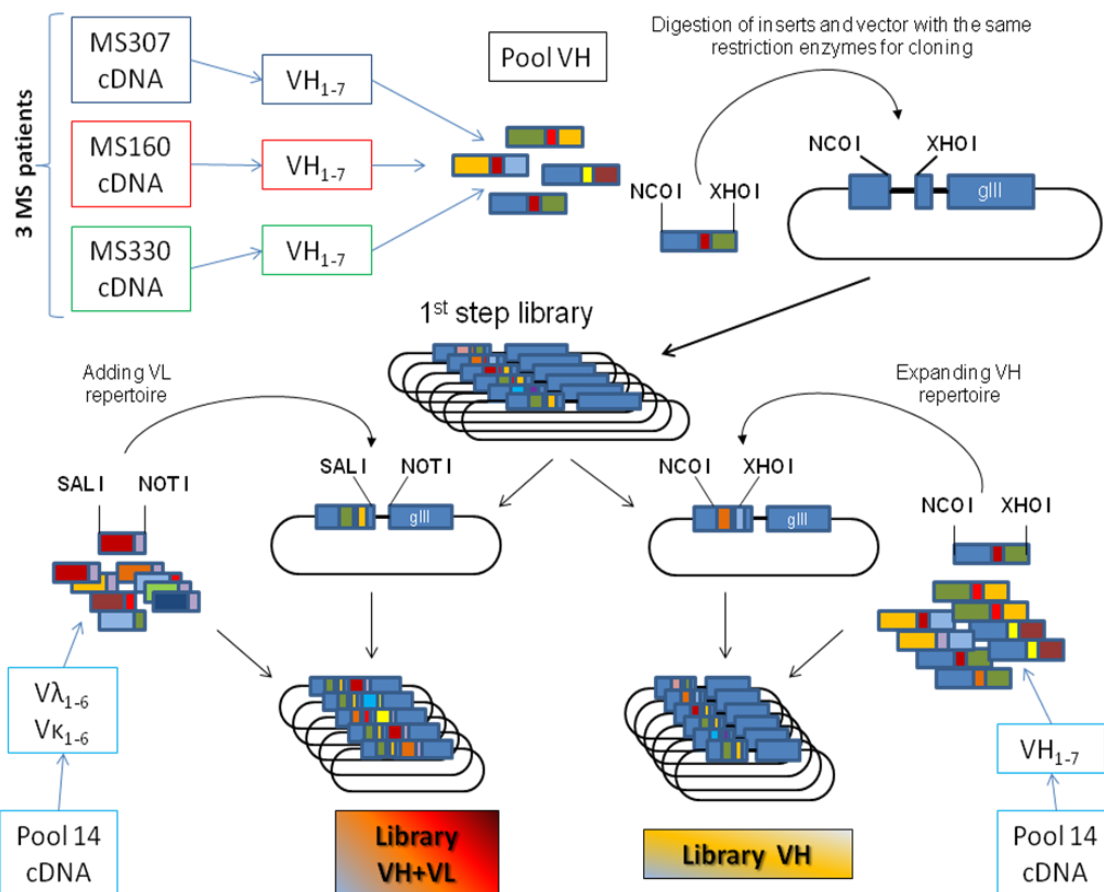 3 MS patients
MS307
cDNA
VH1-7
MS160
cDNA
VH1-7
MS330
cDNA
VH1-7
Pool VH
Digestion of inserts and vector with the same
restriction enzymes for cloning
NCOI
XHOI
NCOI
XHOI
gIII
1st step library
Adding VL
repertoire
Expanding VH
repertoire
SALI
NOTI
SALI
NOTI
gIII
NCOI
XHOI
gIII
NCOI
XHOI
Vλ1-6
Vκ1-6
Pool 14
cDNA
VH1-7
Pool 14
cDNA
Library
VH+VL
Library VH